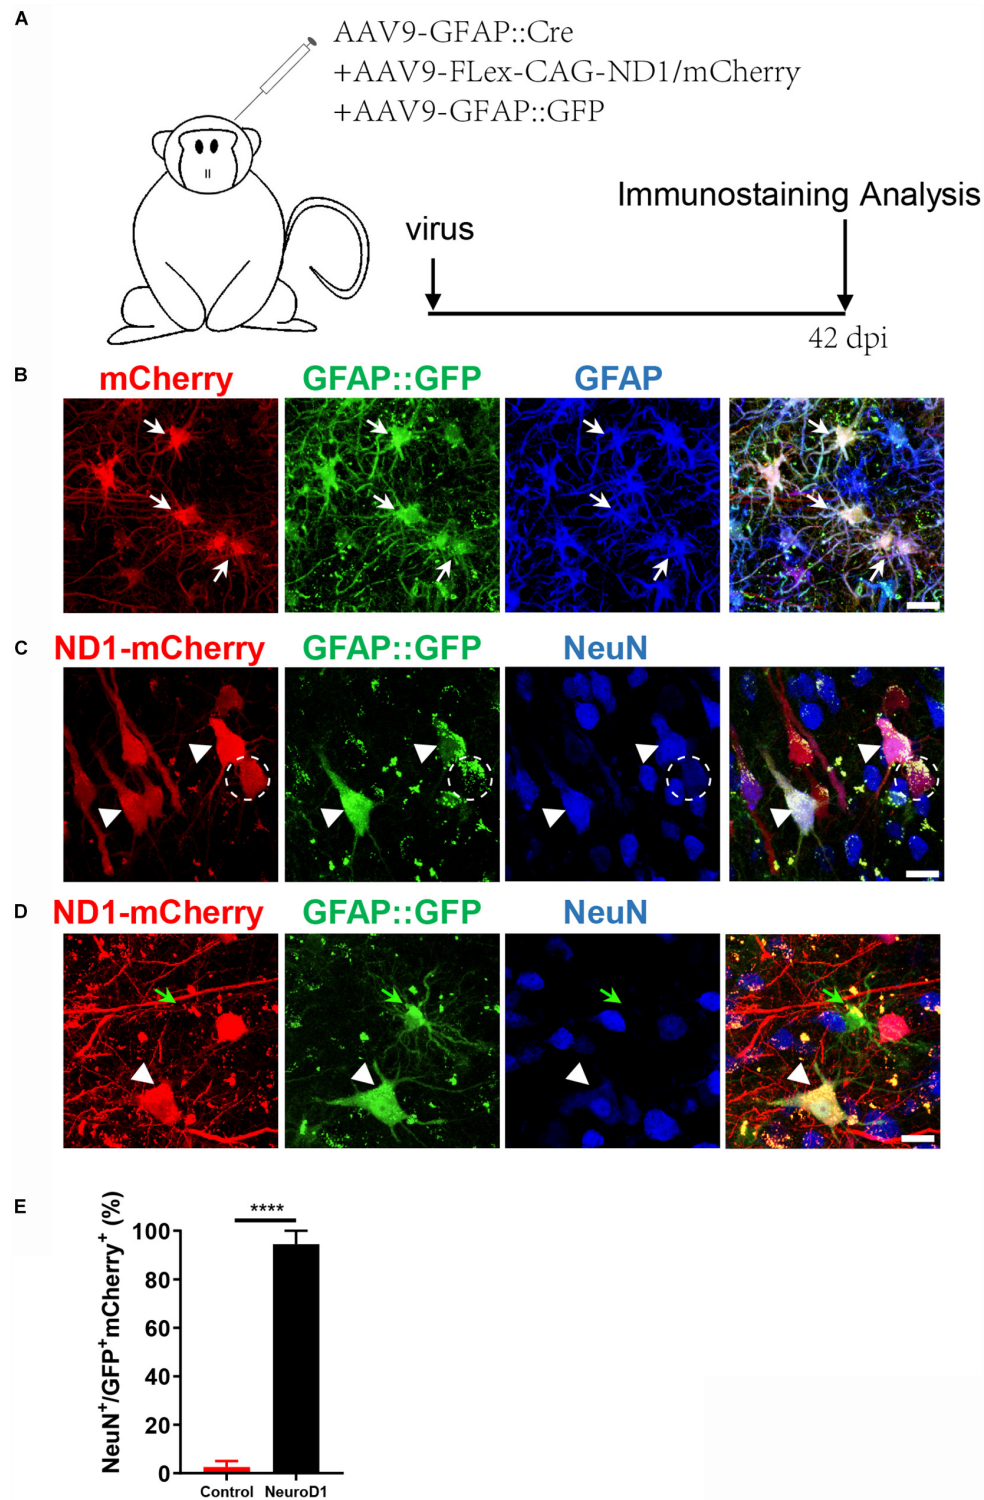 A
AAV9-GFAP::Cre
+AAV9-FLex-CAG-ND1/mCherry
+AAV9-GFAP::GFP
virus
Immunostaining Analysis
42 dpi
B
mCherry GFAP::GFP GFAP
C
ND1-mCherry GFAP::GFP NeuN
D
ND1-mCherry GFAP::GFP NeuN
E
NeuN⁺/GFP⁺mCherry⁺ (%)
****
100
80
60
40
20
0
Control NeuroD1